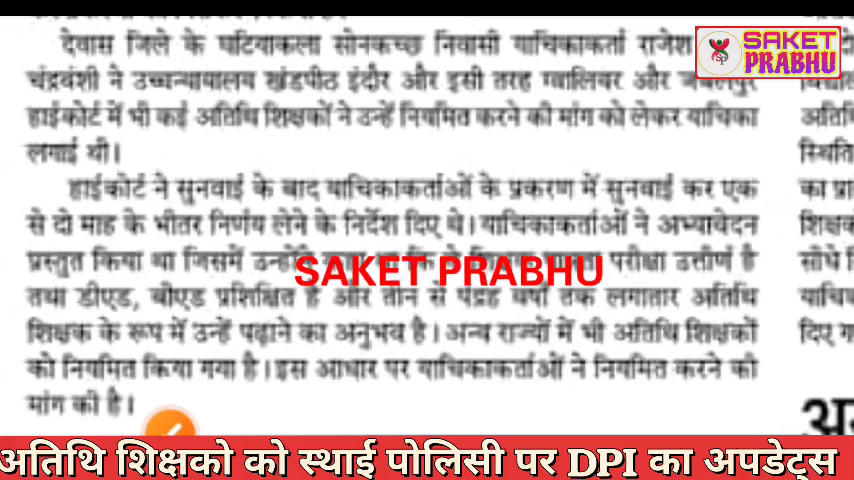 देवास जिले के घटियाकला सोनकच्छ निवासी याचिकाकर्ता राजेश
चंद्रवंशी ने उच्चन्यायालय खंडपीठ इंदौर और इसी तरह ग्वालियर और जबलपुर
हाईकोर्ट में भी कई अतिथि शिक्षकों ने उन्हें नियमित करने की मांग को लेकर याचिका
लगाई थी।
हाईकोर्ट ने सुनवाई के बाद याचिकाकर्ताओं के प्रकरण में सुनवाई कर एक
से दो माह के भीतर निर्णय लेने के निर्देश दिए थे। याचिकाकर्ताओं ने अभ्यावेदन
प्रस्तुत किया था जिसमें उन्होंने परीक्षा उत्तीर्ण है
तथा डीएड, बीएड प्रशिक्षित है और तीन से पंद्रह वर्षों तक लगातार अतिथि
शिक्षक के रूप में उन्हें पढ़ाने का अनुभव है। अन्य राज्यों में भी अतिथि शिक्षकों
को नियमित किया गया है। इस आधार पर याचिकाकर्ताओं ने नियमित करने की
मांग की है।
SAKET PRABHU
SAKET
PRABHU
SP
स्थिति
का प्रा
शिक्षक
सीधे
याचिक
दिए ग
अतिथि शिक्षको को स्थाई पोलिसी पर DPI का अपडेट्स